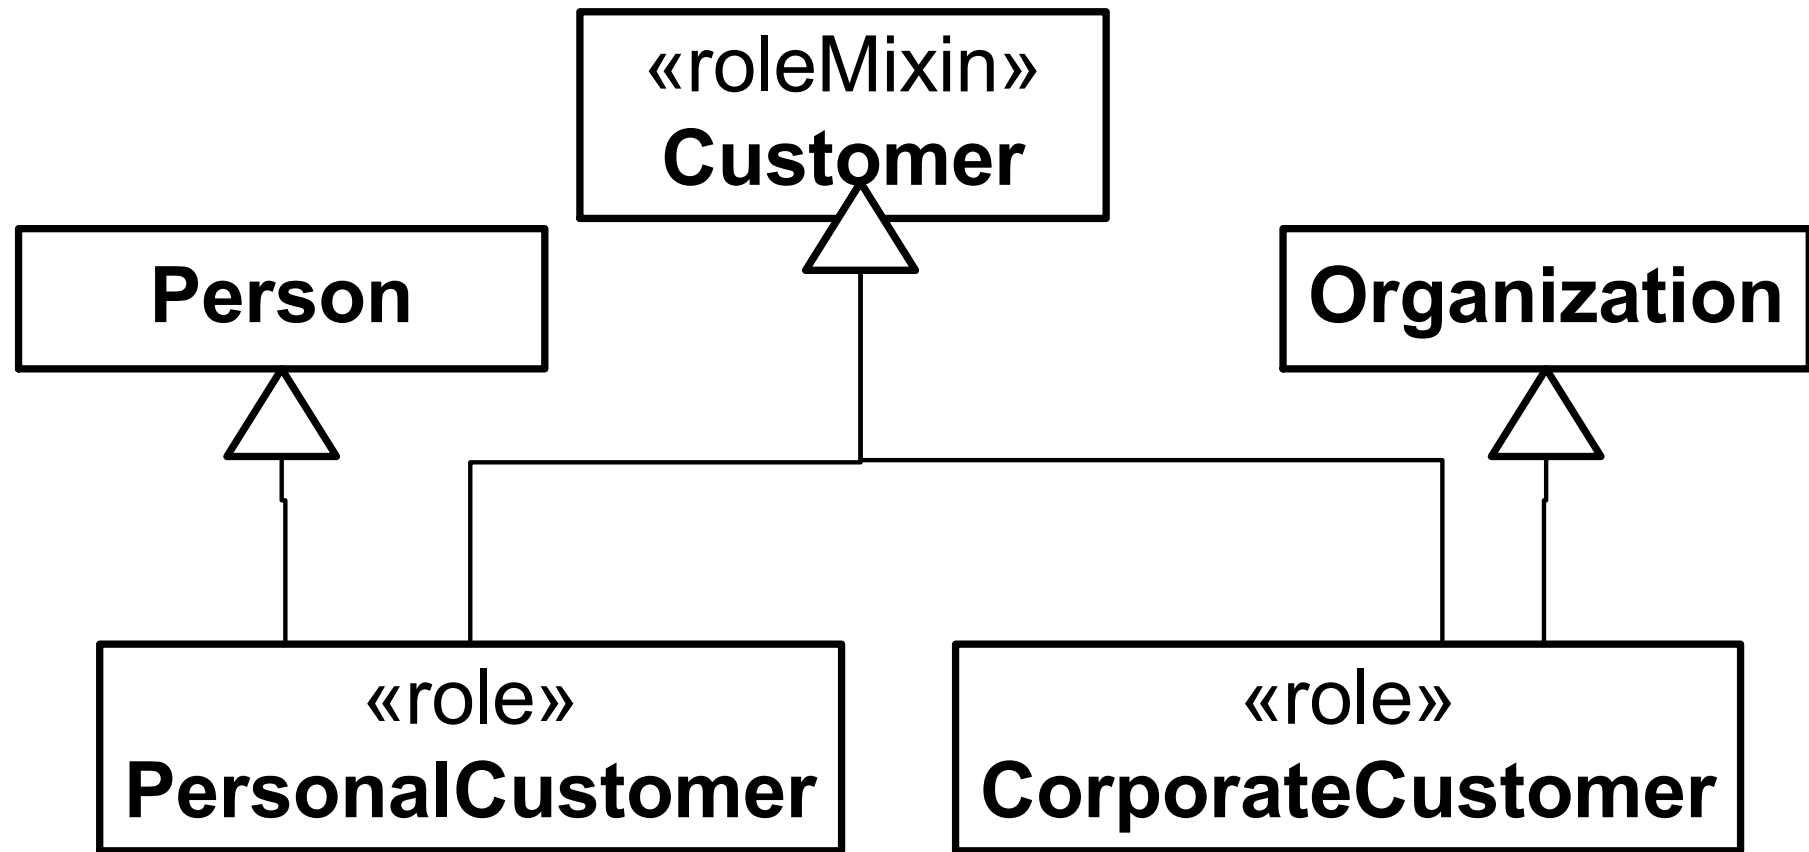 «roleMixin»
Customer
Person
Organization
«role»
PersonalCustomer
«role»
CorporateCustomer